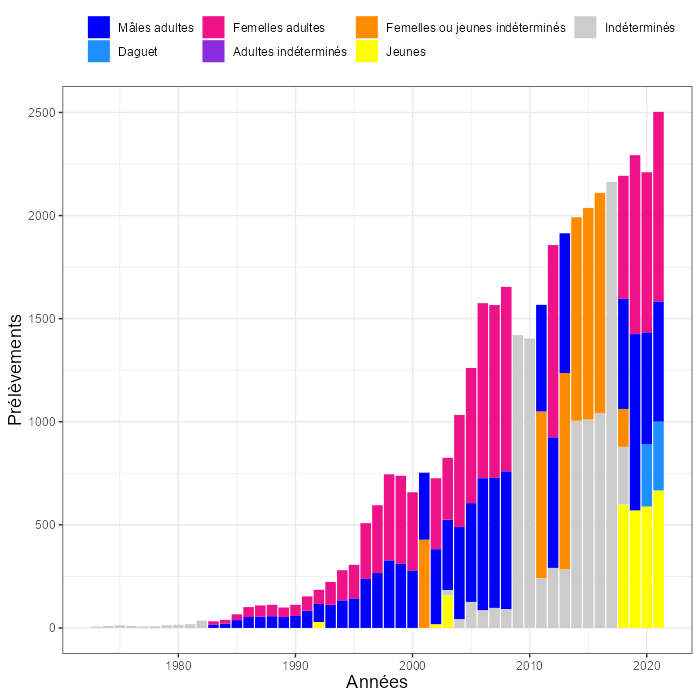 Mâles adultes Femelles adultes Femelles ou jeunes indéterminés Indéterminés
Daguet Adultes indéterminés Jeunes
2500
2000
1500
1000
500
0
Prélèvements
1980 1990 2000 2010 2020
Années